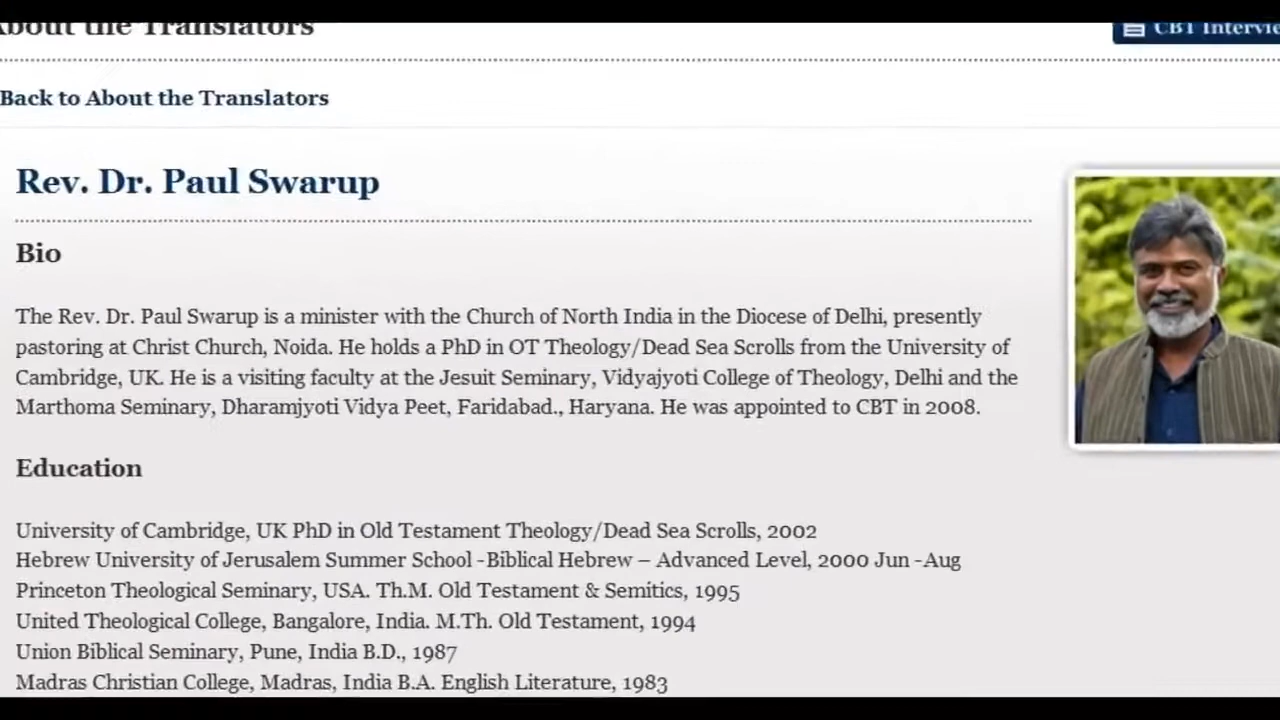 About the Translators
CBT Intervie
Back to About the Translators
Rev. Dr. Paul Swarup
Bio
The Rev. Dr. Paul Swarup is a minister with the Church of North India in the Diocese of Delhi, presently
pastoring at Christ Church, Noida. He holds a PhD in OT Theology/Dead Sea Scrolls from the University of
Cambridge, UK. He is a visiting faculty at the Jesuit Seminary, Vidyajyoti College of Theology, Delhi and the
Marthoma Seminary, Dharamjyoti Vidya Peet, Faridabad., Haryana. He was appointed to CBT in 2008.
Education
University of Cambridge, UK PhD in Old Testament Theology/Dead Sea Scrolls, 2002
Hebrew University of Jerusalem Summer School -Biblical Hebrew – Advanced Level, 2000 Jun -Aug
Princeton Theological Seminary, USA. Th.M. Old Testament & Semitics, 1995
United Theological College, Bangalore, India. M.Th. Old Testament, 1994
Union Biblical Seminary, Pune, India B.D., 1987
Madras Christian College, Madras, India B.A. English Literature, 1983